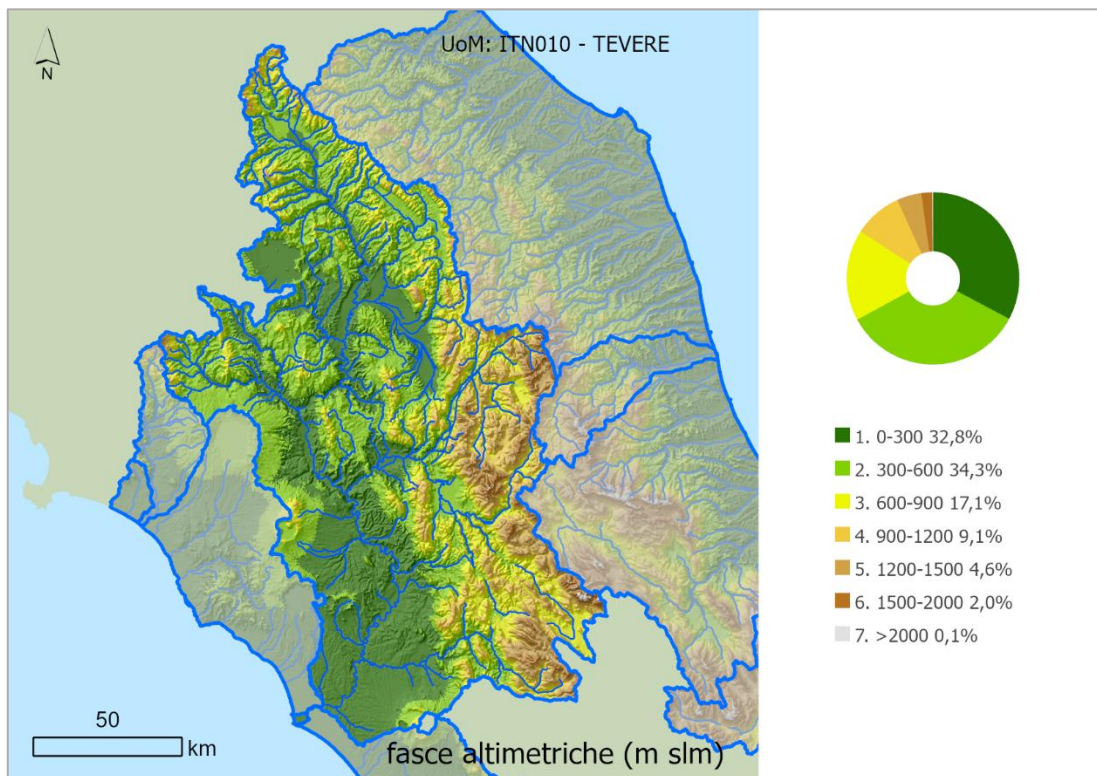 UoM: ITN010 - TEVERE
N
1. 0-300 32,8%
2. 300-600 34,3%
3. 600-900 17,1%
4. 900-1200 9,1%
5. 1200-1500 4,6%
6. 1500-2000 2,0%
7. >2000 0,1%
50
km
fasce altimetriche (m slm)